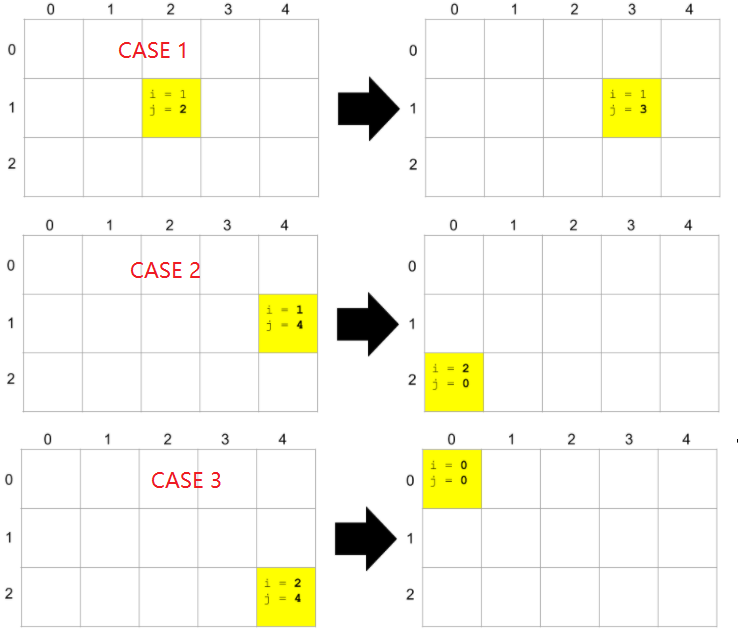 0 1 2 3 4 0 1 2 3 4
0 CASE 1 0
1 i = 1 1 i = 1
j = 2 j = 3
2 2
0 1 2 3 4 0 1 2 3 4
0 CASE 2 0
1 i = 1 1
j = 4
2 2 i = 2
j = 0
0 1 2 3 4 0 1 2 3 4
0 CASE 3 0 i = 0
j = 0
1 1
2 i = 2 2
j = 4